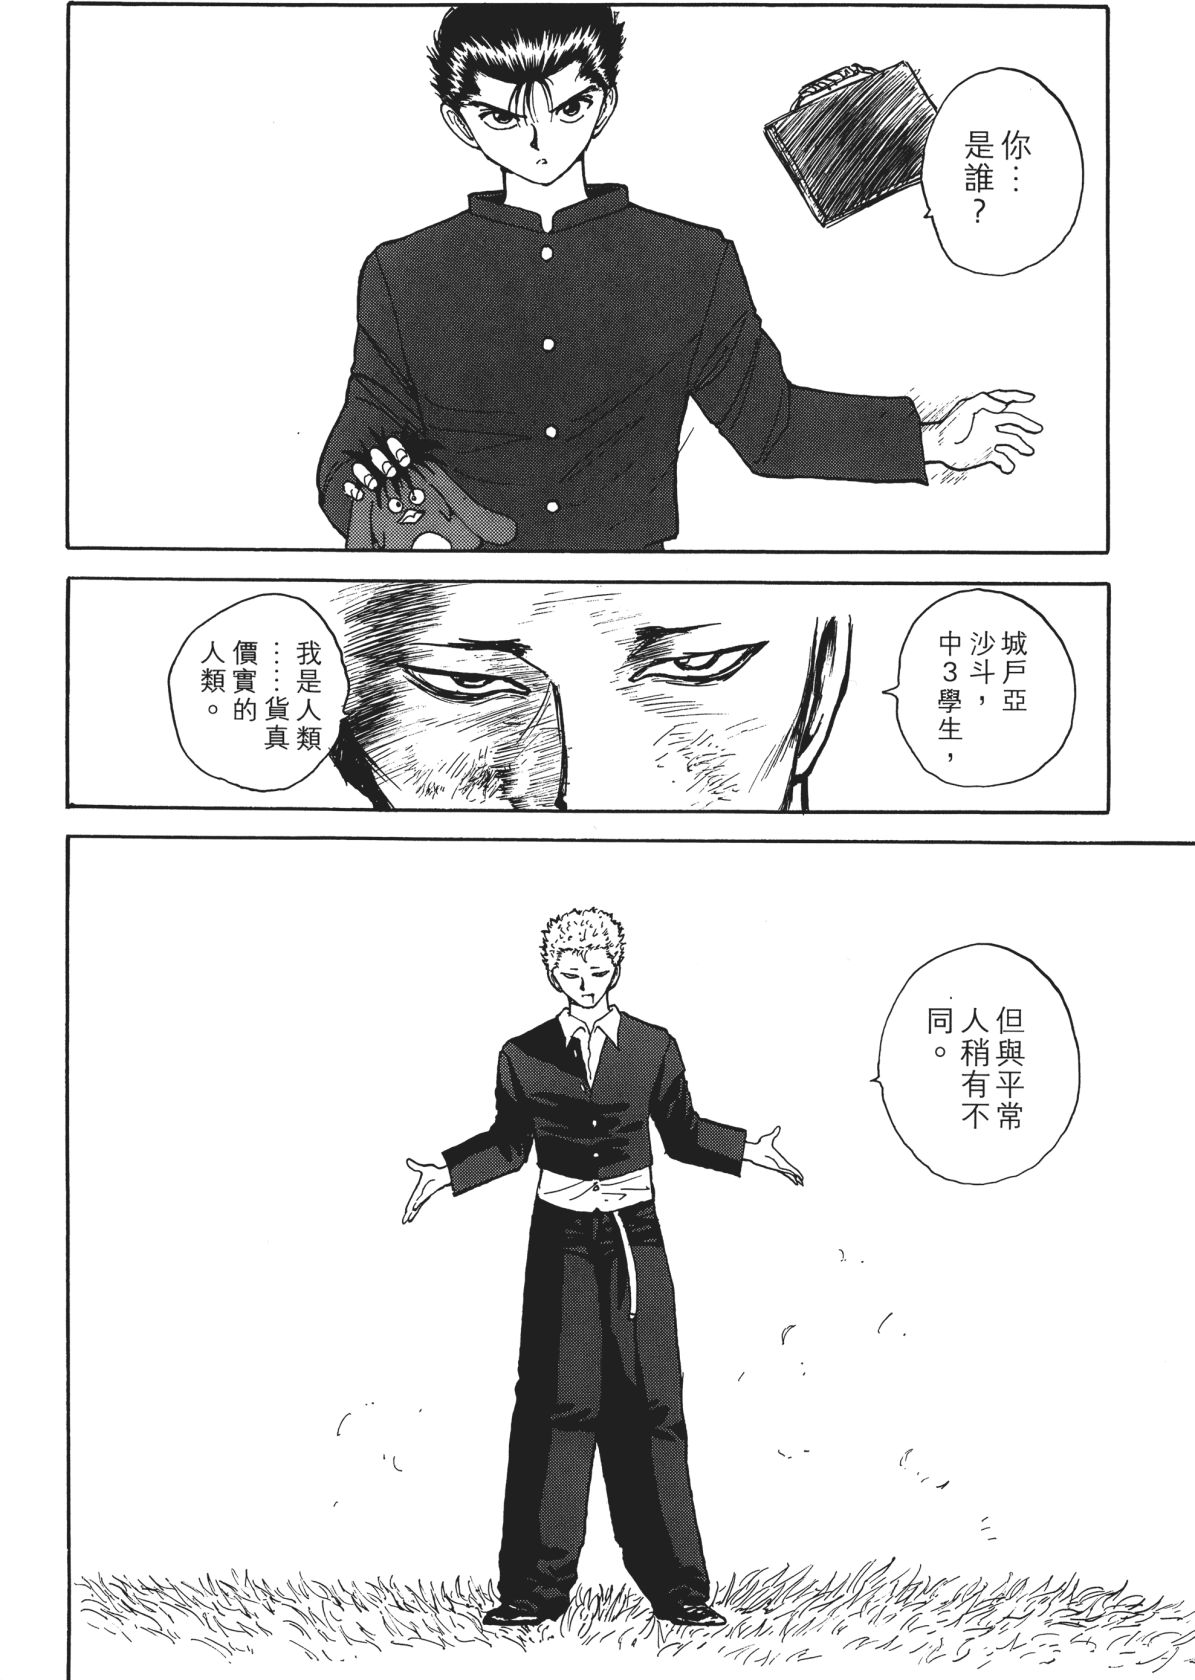 你…
是誰？
城戶亞
沙斗，
中３學生，
我是人類
……貨真
價實的
人類。
但與平常
人稍有不
同。